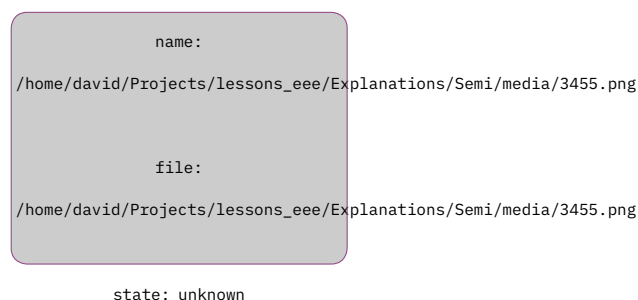 name:
/home/david/Projects/lessons_eee/Explanations/Semi/media/3455.png
file:
/home/david/Projects/lessons_eee/Explanations/Semi/media/3455.png
state: unknown